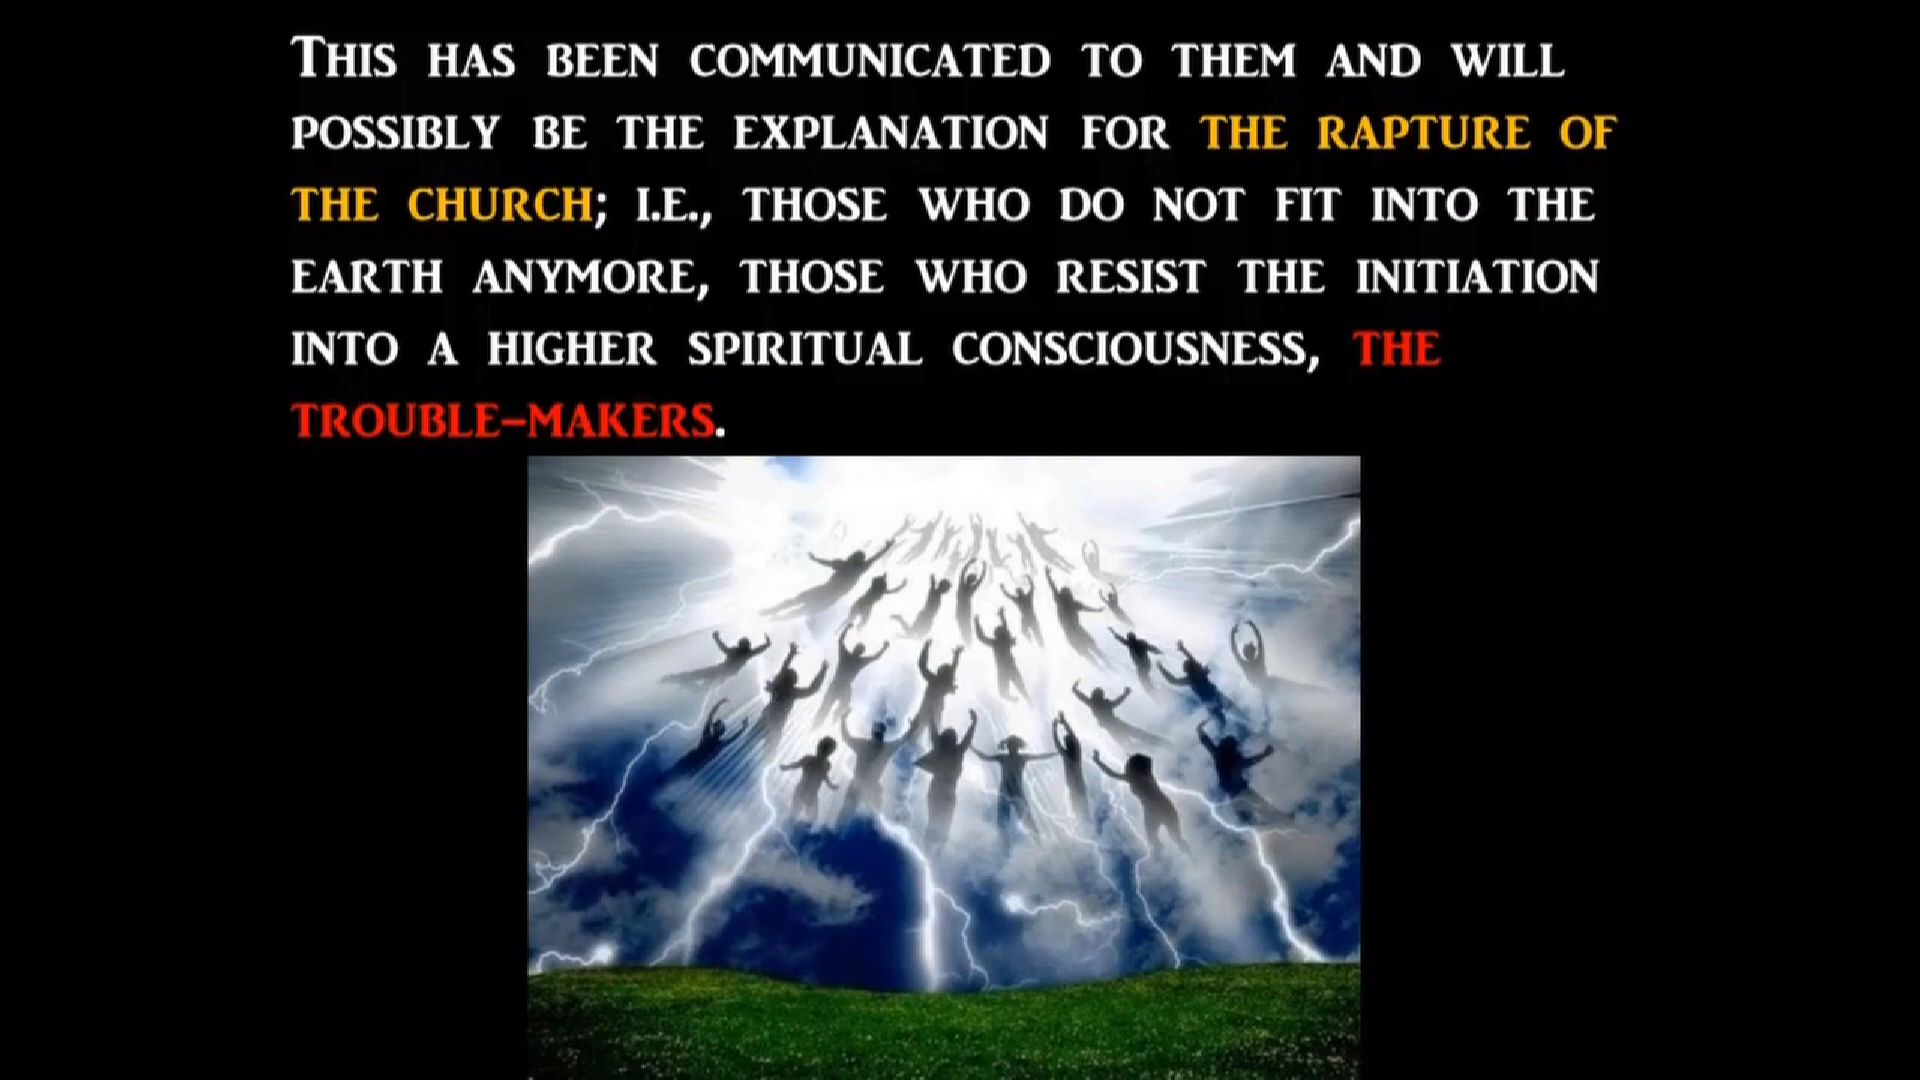 THIS HAS BEEN COMMUNICATED TO THEM AND WILL
POSSIBLY BE THE EXPLANATION FOR THE RAPTURE OF
THE CHURCH; I.E., THOSE WHO DO NOT FIT INTO THE
EARTH ANYMORE, THOSE WHO RESIST THE INITIATION
INTO A HIGHER SPIRITUAL CONSCIOUSNESS, THE
TROUBLE-MAKERS.